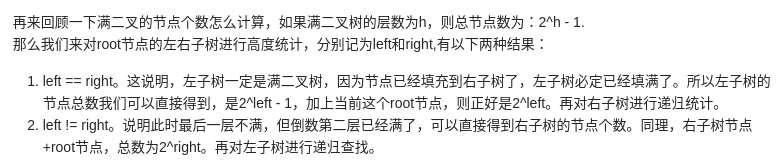 再来回顾一下满二叉的节点个数怎么计算，如果满二叉树的层数为h，则总节点数为：2^h - 1.
那么我们来对root节点的左右子树进行高度统计，分别记为left和right,有以下两种结果：
1. left == right。这说明，左子树一定是满二叉树，因为节点已经填充到右子树了，左子树必定已经填满了。所以左子树的
节点总数我们可以直接得到，是2^left - 1，加上当前这个root节点，则正好是2^left。再对右子树进行递归统计。
2. left != right。说明此时最后一层不满，但倒数第二层已经满了，可以直接得到右子树的节点个数。同理，右子树节点
+root节点，总数为2^right。再对左子树进行递归查找。